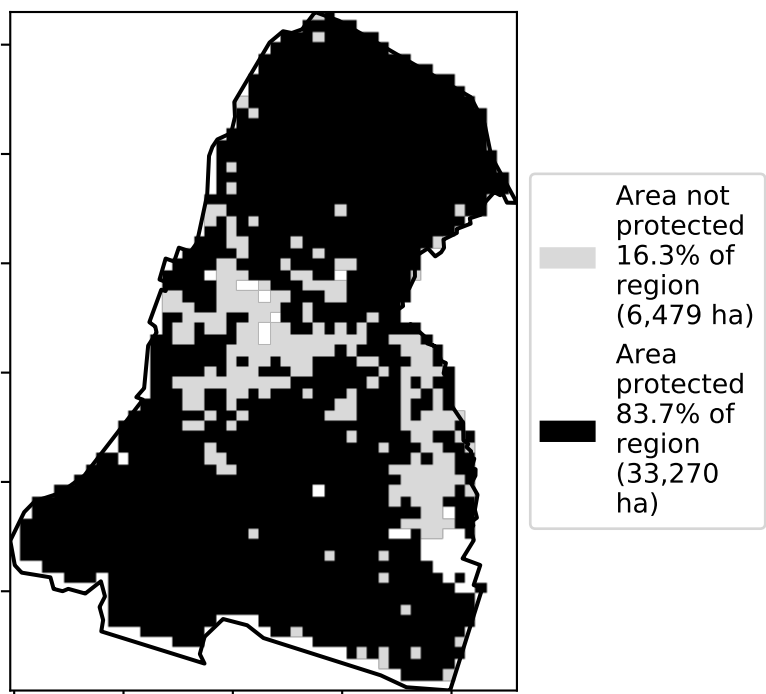 Area not
protected
16.3% of
region
(6,479 ha)
Area
protected
83.7% of
region
(33,270
ha)